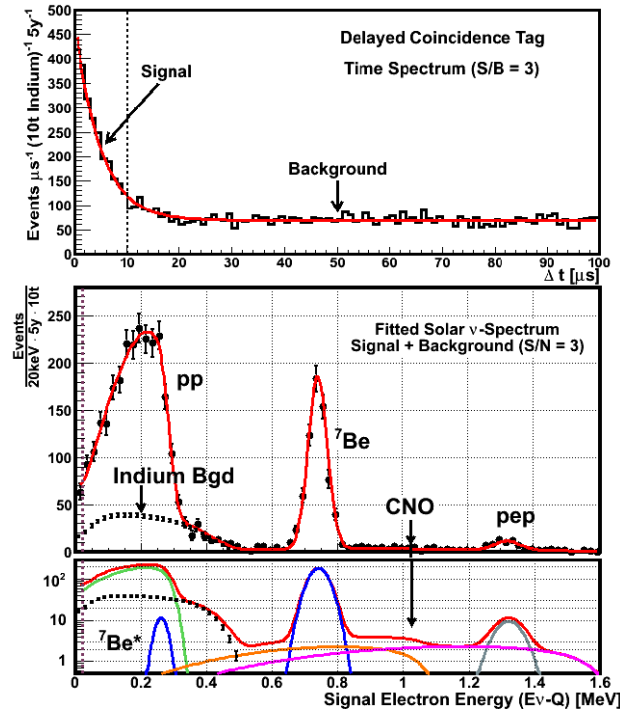 500
450
400
350
300
250
200
150
100
50
0
Events μs⁻¹ (10t Indium)⁻¹ 5y⁻¹
Delayed Coincidence Tag
Time Spectrum (S/B = 3)
Signal
Background
0 10 20 30 40 50 60 70 80 90 100
Δ t [μs]
Events
20keV · 5y · 10t
250
200
150
100
50
0
Fitted Solar ν-Spectrum
Signal + Background (S/N = 3)
pp
⁷Be
Indium Bgd
CNO
pep
10²
10
1
⁷Be*
0 0.2 0.4 0.6 0.8 1 1.2 1.4 1.6
Signal Electron Energy (Eν-Q) [MeV]